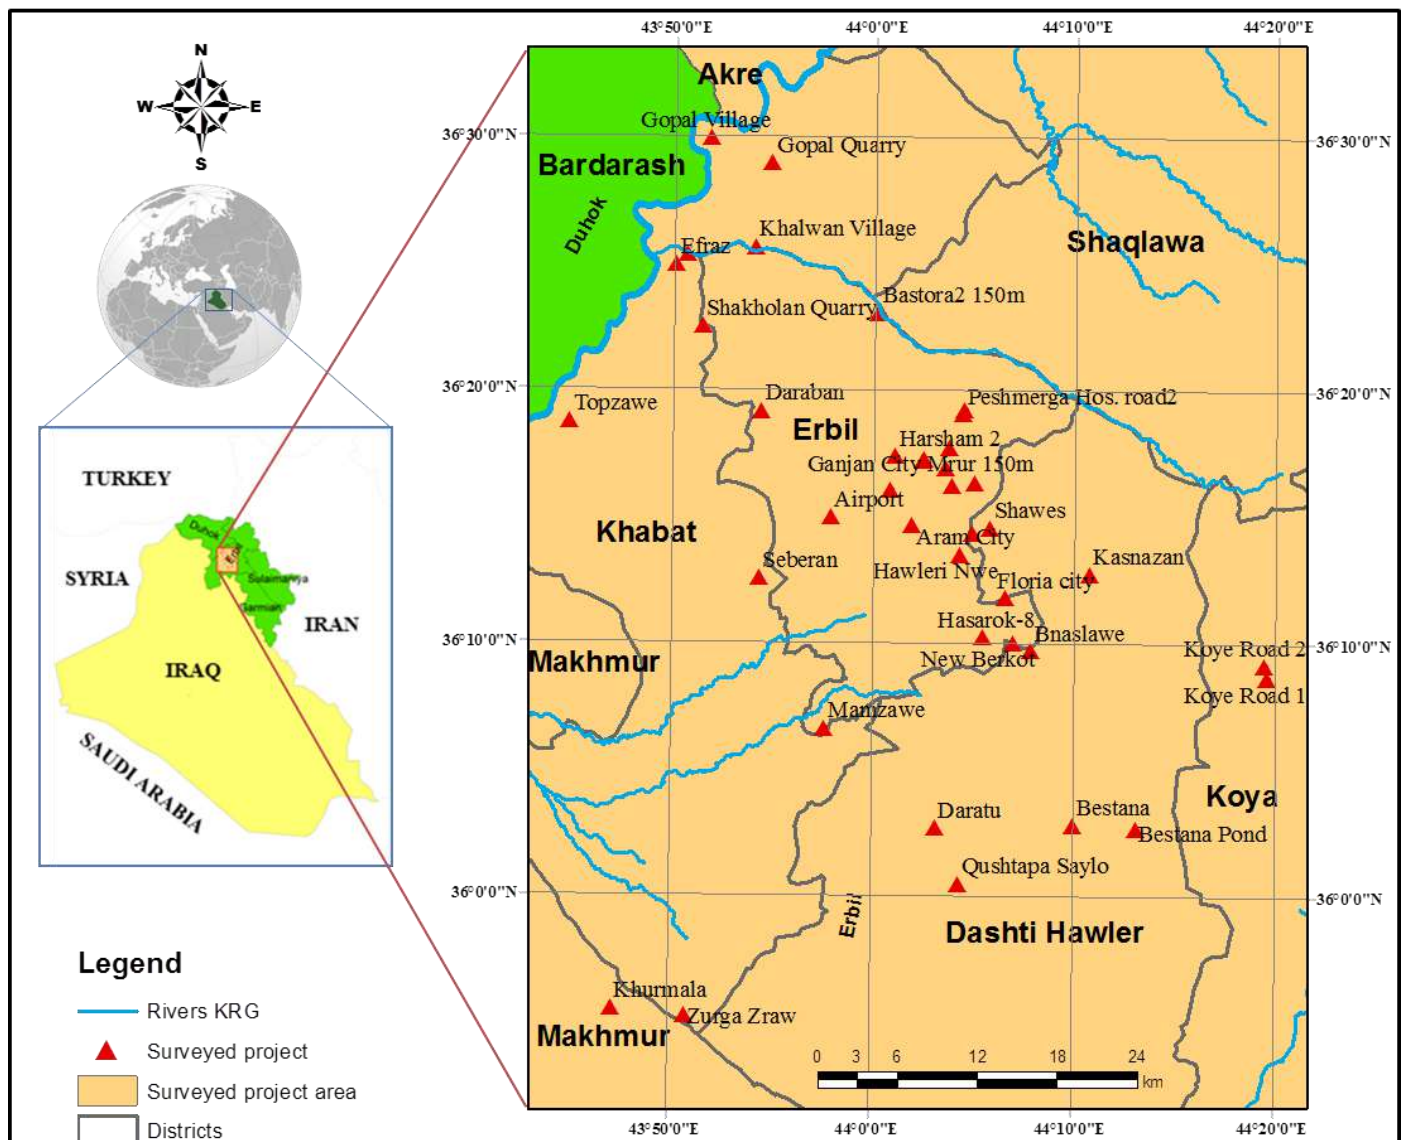 43°50'0"E
44°0'0"E
44°10'0"E
44°20'0"E
N
W
E
S
Akre
Gopal Village
36°30'0"N
36°30'0"N
Gopal Quarry
Bardarash
Duhok
Khalwan Village
Efraz
Shaqlawa
Bastora2 150m
Shakholan Quarry
36°20'0"N
36°20'0"N
Topzawe
Daraban
Peshmerga Hos. road2
Erbil
Harsham 2
Ganjan City
Mrur 150m
Airport
Shawes
Khabat
Aram City
Kasnazan
Seberan
Hawleri Nwe
Floria city
Hasarok-8
Bnaslawe
36°10'0"N
36°10'0"N
Makhmur
New Berkot
Koye Road 2
Koye Road 1
Mamzawe
Koya
Daratu
Bestana
Bestana Pond
Qushtapa Saylo
36°0'0"N
36°0'0"N
Erbil
Dashti Hawler
Khurmala
Zurga Zraw
Makhmur
0 3 6 12 18 24
km
43°50'0"E
44°0'0"E
44°10'0"E
44°20'0"E
TURKEY
Duhok
SYRIA
Sulaimaniya
Garmian
IRAN
IRAQ
SAUDI ARABIA
Legend
Rivers KRG
Surveyed project
Surveyed project area
Districts